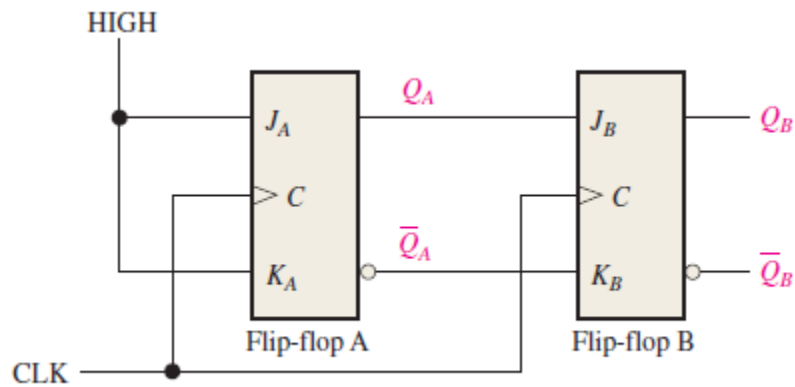 HIGH
Q_A
J_A
J_B
Q_B
C
C
Q̅_A
Q̅_B
K_A
K_B
Flip-flop A
Flip-flop B
CLK